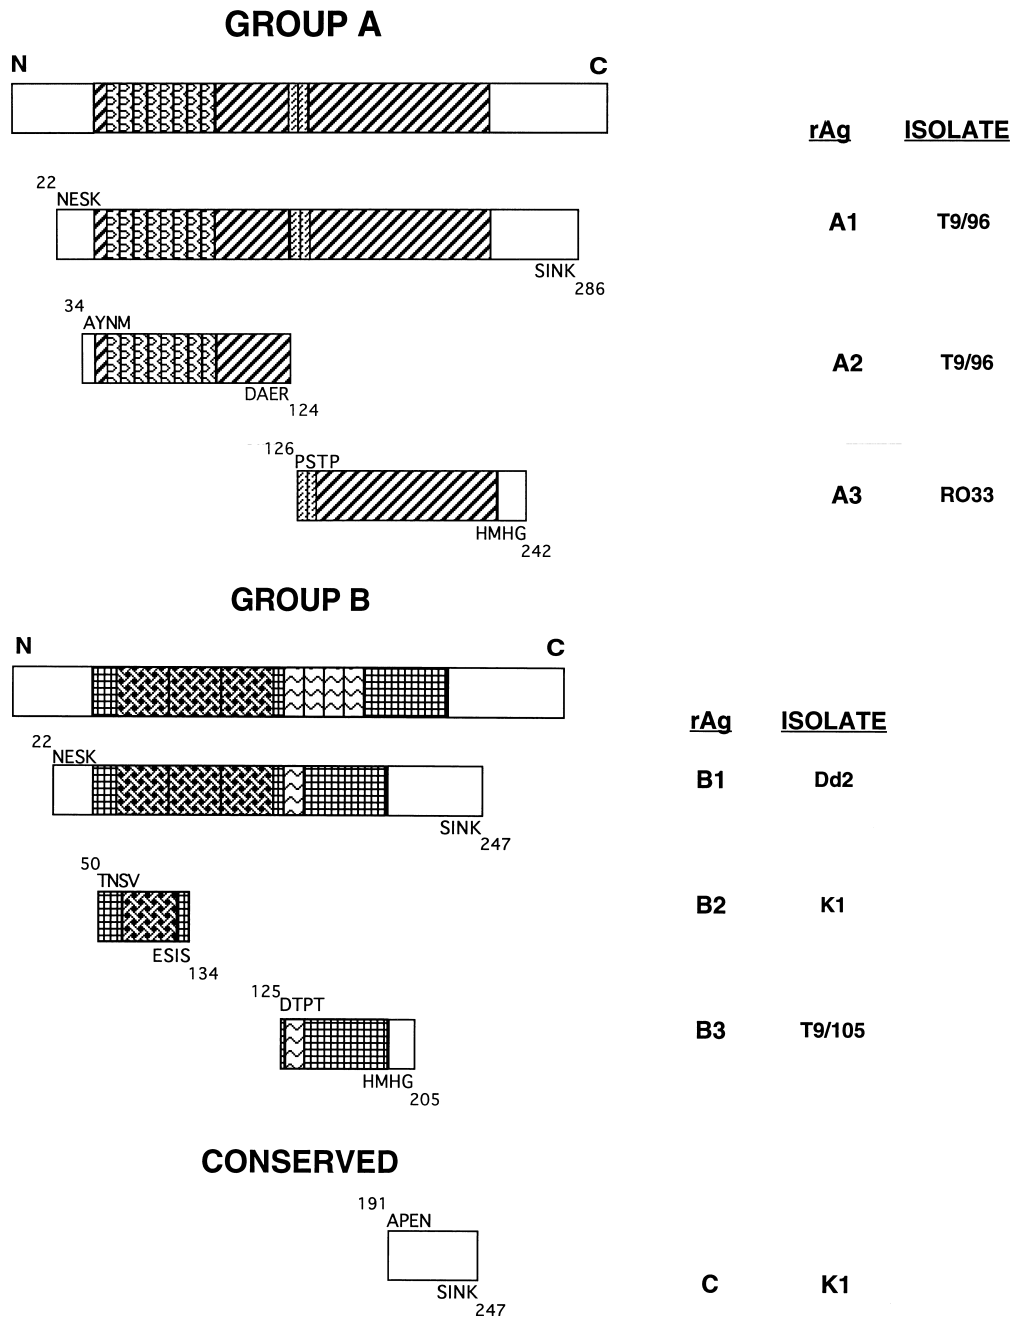 GROUP A
N C
rAg ISOLATE
22
NESK
A1 T9/96
SINK
286
34
AYNM
A2 T9/96
DAER
124
126
PSTP
A3 RO33
HMHG
242
GROUP B
N C
rAg ISOLATE
22
NESK
B1 Dd2
SINK
247
50
TNSV
B2 K1
ESIS
134
125
DTPT
B3 T9/105
HMHG
205
CONSERVED
191
APEN
C K1
SINK
247